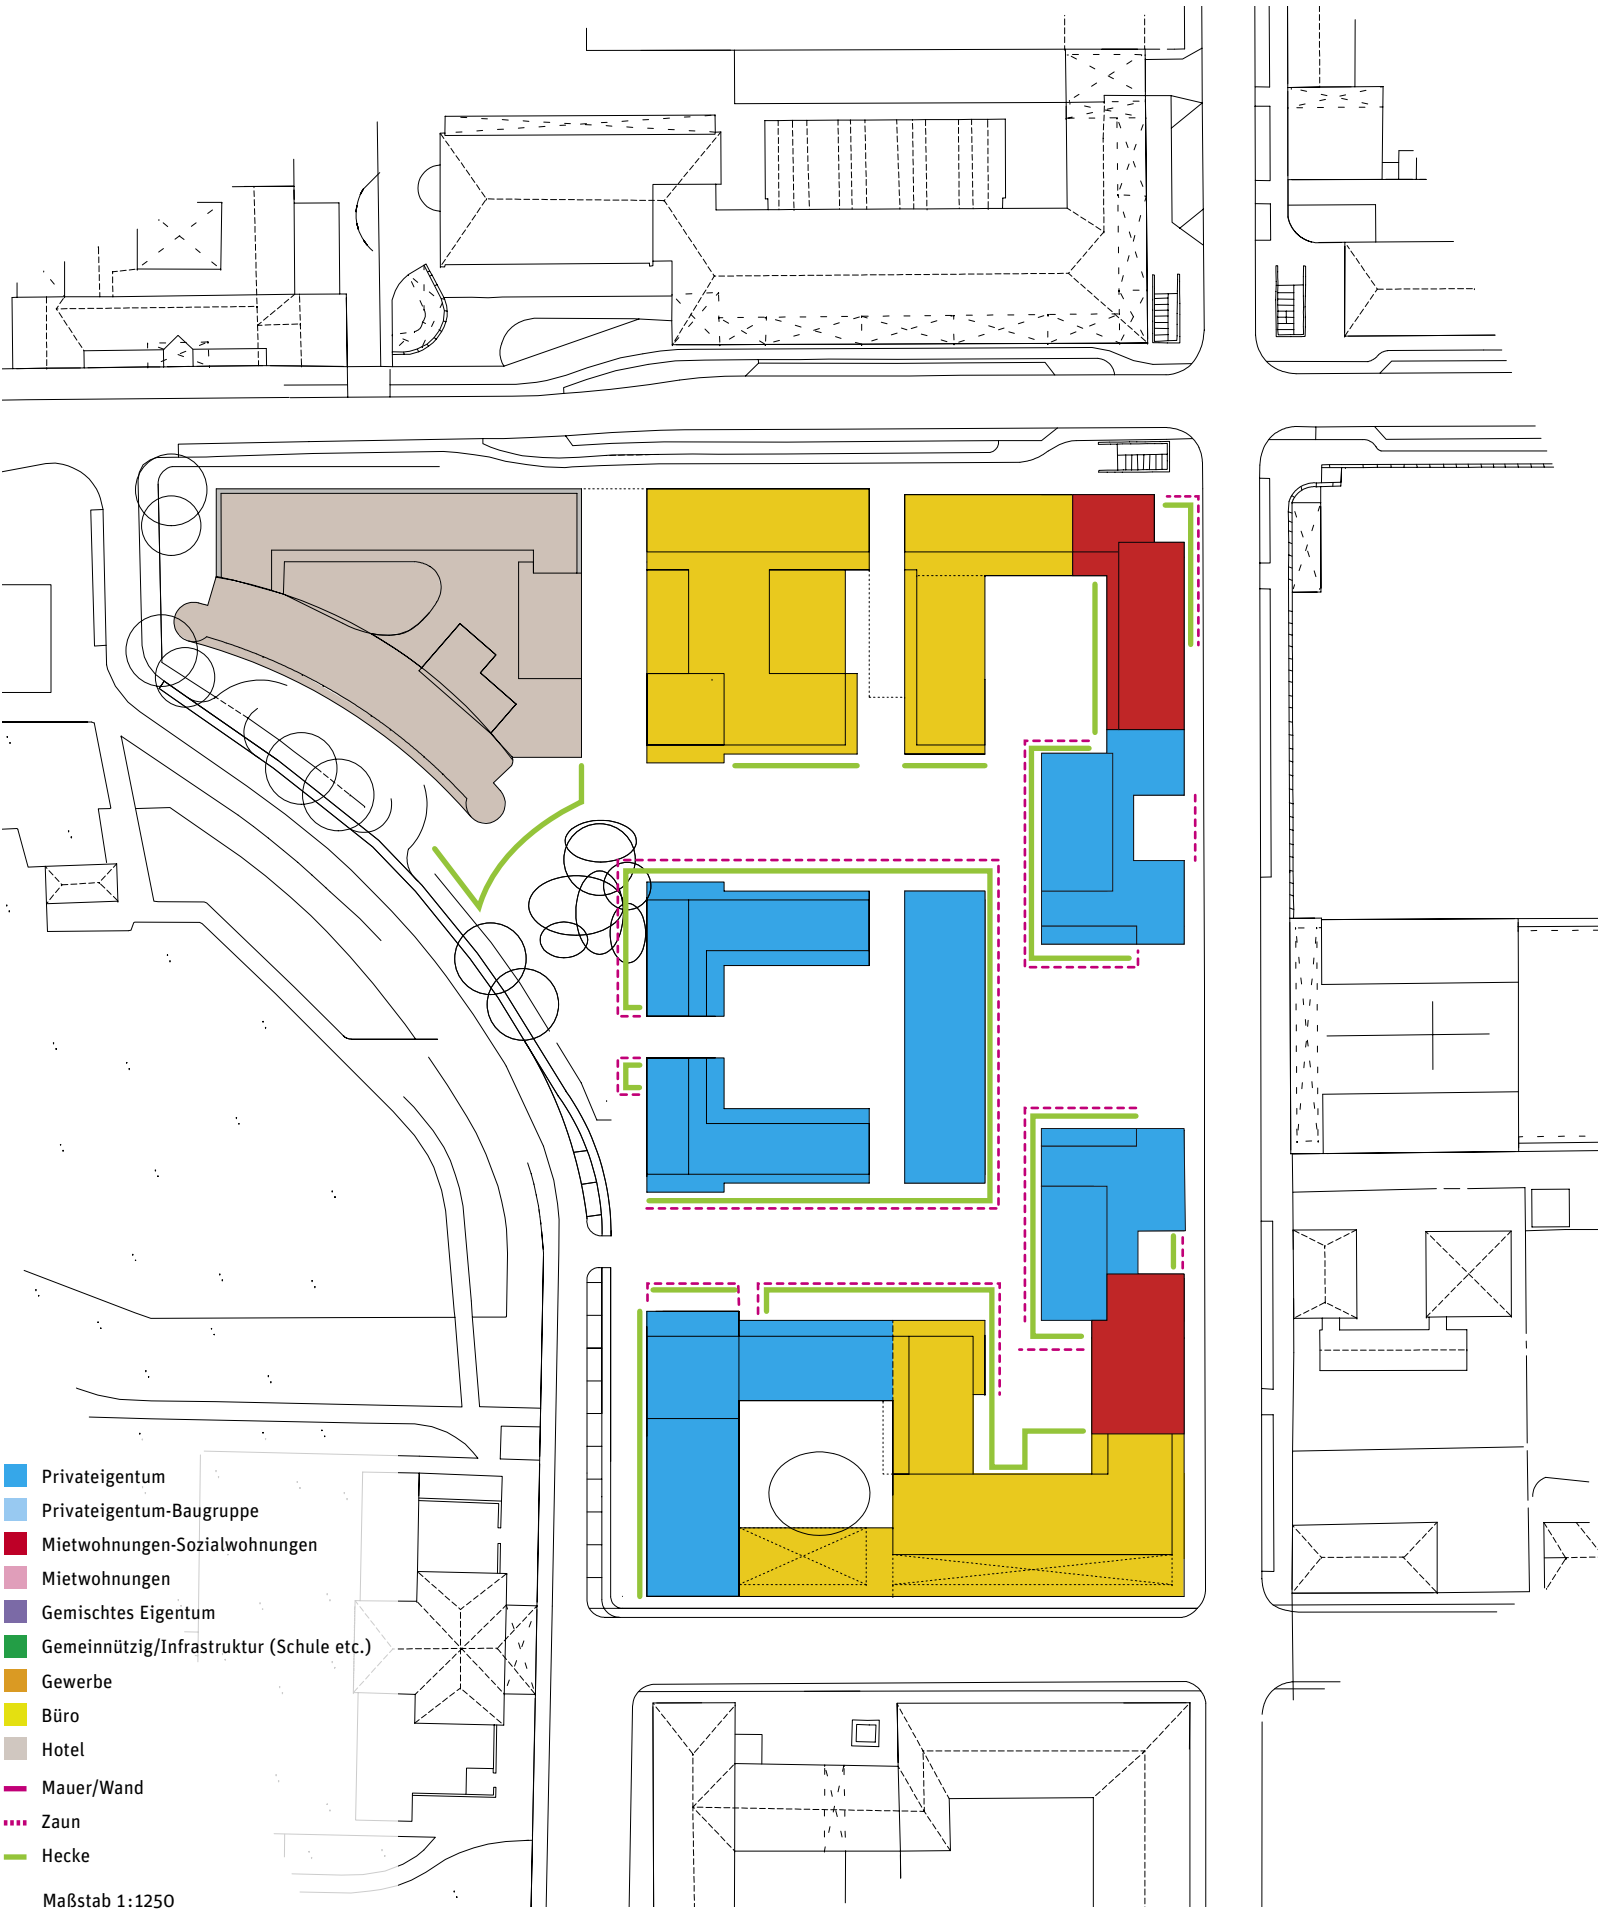 Privateigentum
Privateigentum-Baugruppe
Mietwohnungen-Sozialwohnungen
Mietwohnungen
Gemischtes Eigentum
Gemeinnützig/Infrastruktur (Schule etc.)
Gewerbe
Büro
Hotel
Mauer/Wand
Zaun
Hecke
Maßstab 1:1250